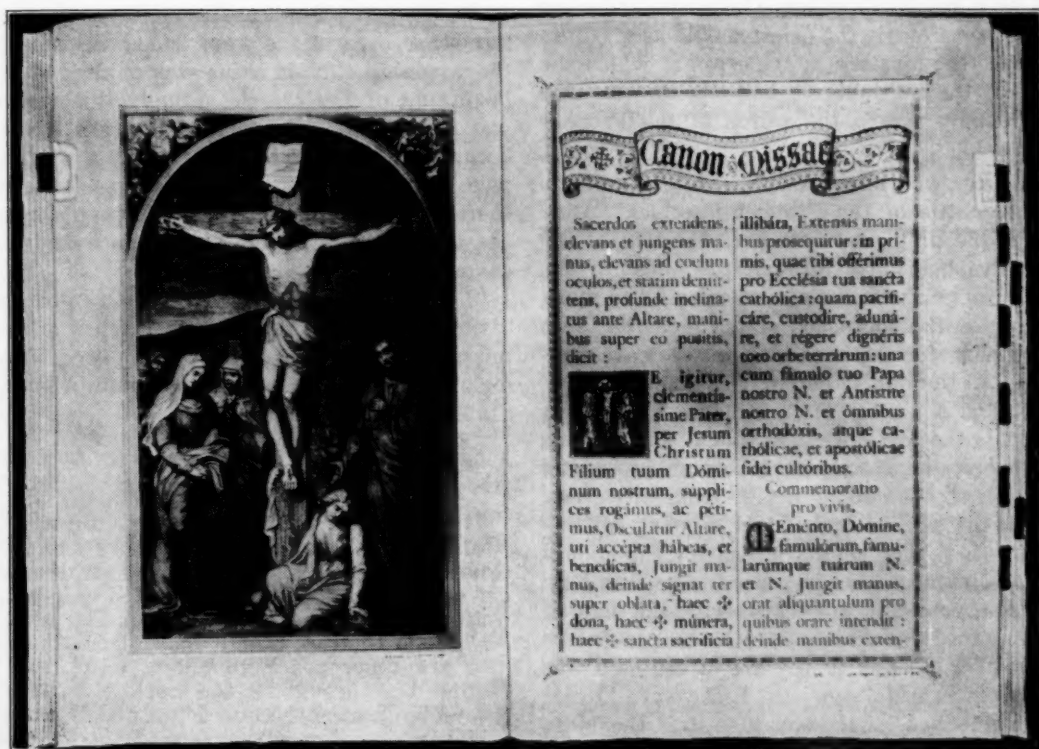 Canon Missae
Sacerdos extendens,
elevans et jungens ma-
nus, elevans ad coelum
oculos, et statim demit-
tens, profunde inclina-
tus ante Altare, mani-
bus super eo positis,
dicit :
E igitur,
clementís-
sime Pater,
per Jesum
Christum
Fílium tuum Dómi-
num nostrum, súppli-
ces rogámus, ac péti-
mus, Osculatur Altare,
uti accépta hábeas, et
benedícas, Jungit ma-
nus, deinde signat ter
super oblata, haec ✠
dona, haec ✠ múnera,
haec ✠ sancta sacrifícia
illibáta, Extensis mani-
bus prosequitur : in pri-
mis, quae tibi offérimus
pro Ecclésia tua sancta
cathólica : quam pacifi-
cáre, custodíre, aduná-
re, et régere dignéris
toto orbe terrárum : una
cum fámulo tuo Papa
nostro N. et Antístite
nostro N. et ómnibus
orthodóxis, atque ca-
thólicae, et apostólicae
fidei cultóribus.
Commemoratio
pro vivis.
MEménto, Dómine,
famulórum, famu-
larúmque tuárum N.
et N. Jungit manus,
orat aliquantulum pro
quibus orare intendit :
deinde manibus exten-